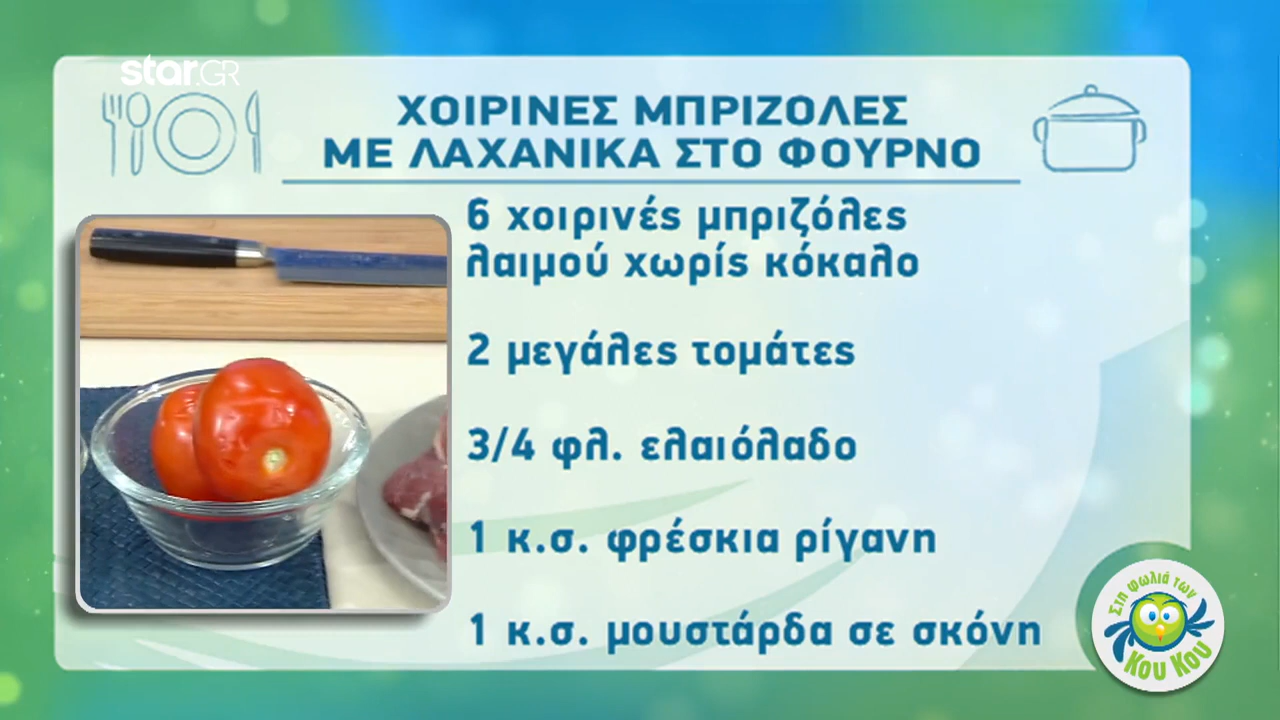 star.GR
ΧΟΙΡΙΝΕΣ ΜΠΡΙΖΟΛΕΣ
ΜΕ ΛΑΧΑΝΙΚΑ ΣΤΟ ΦΟΥΡΝΟ
6 χοιρινές μπριζόλες
λαιμού χωρίς κόκαλο
2 μεγάλες τομάτες
3/4 φλ. ελαιόλαδο
1 κ.σ. φρέσκια ρίγανη
1 κ.σ. μουστάρδα σε σκόνη
Στη φωλιά των
Κου Κου